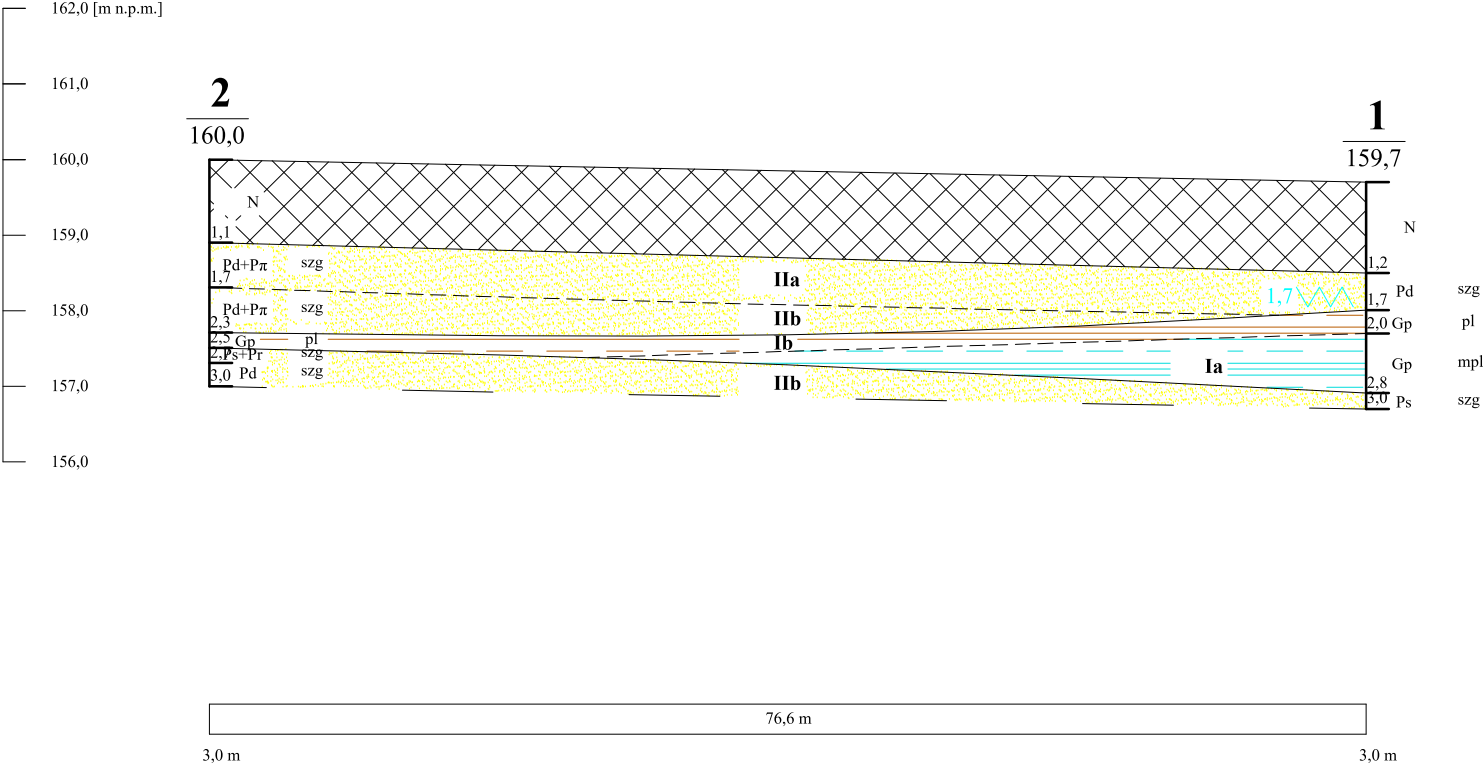 162,0 [m n.p.m.]
161,0
2
160,0
1
159,7
160,0
N
159,0
1,1
N
1,2
Pd+Pπ szg
IIa
1,7
1,7
1,7
Pd szg
158,0
Pd+Pπ szg
IIb
2,3
2,0 Gp pl
2,5 Gp pl
Ib
Ps+Pr szg
Ia
Gp mpl
3,0 Pd szg
IIb
2,8
157,0
3,0 Ps szg
156,0
76,6 m
3,0 m 3,0 m